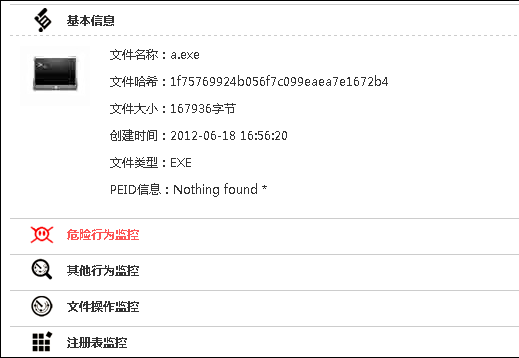 基本信息
文件名称：a.exe
文件哈希：1f75769924b056f7c099eaea7e1672b4
文件大小：167936字节
创建时间：2012-06-18 16:56:20
文件类型：EXE
PEID信息：Nothing found *
危险行为监控
其他行为监控
文件操作监控
注册表监控